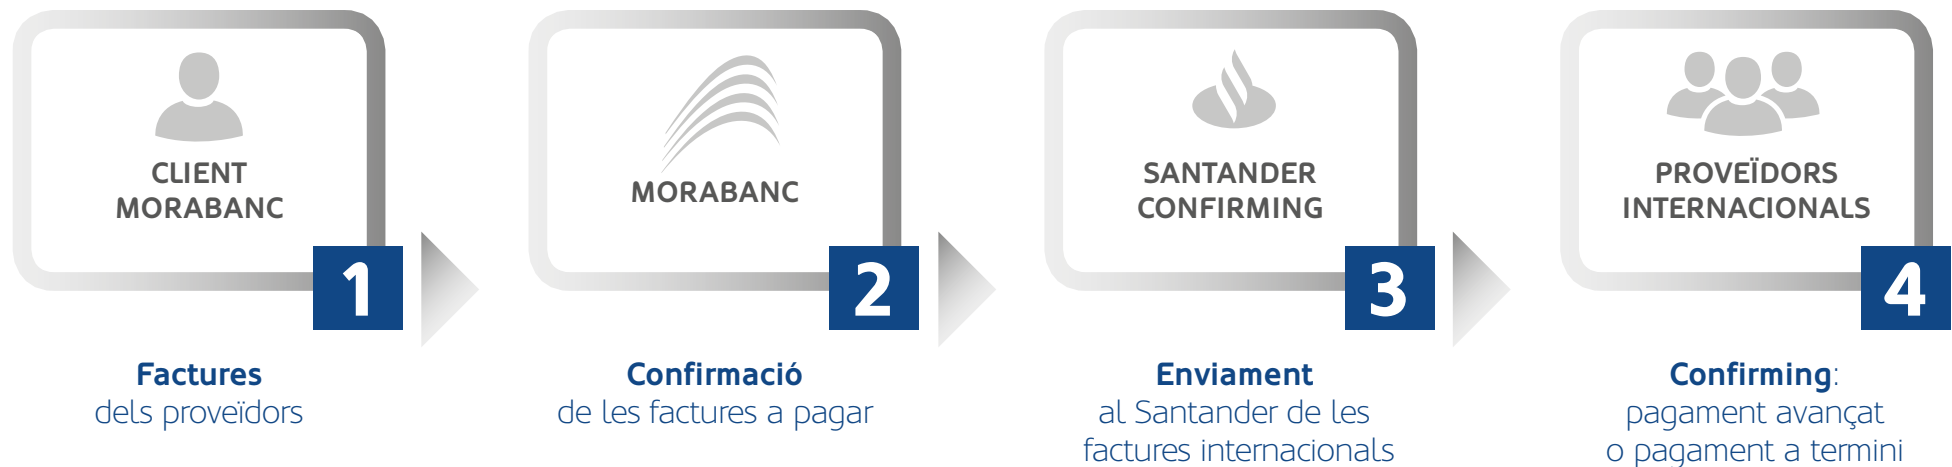 CLIENT
MORABANC
1
Factures
dels proveïdors
MORABANC
2
Confirmació
de les factures a pagar
SANTANDER
CONFIRMING
3
Enviament
al Santander de les
factures internacionals
PROVEÏDORS
INTERNACIONALS
4
Confirming:
pagament avançat
o pagament a termini